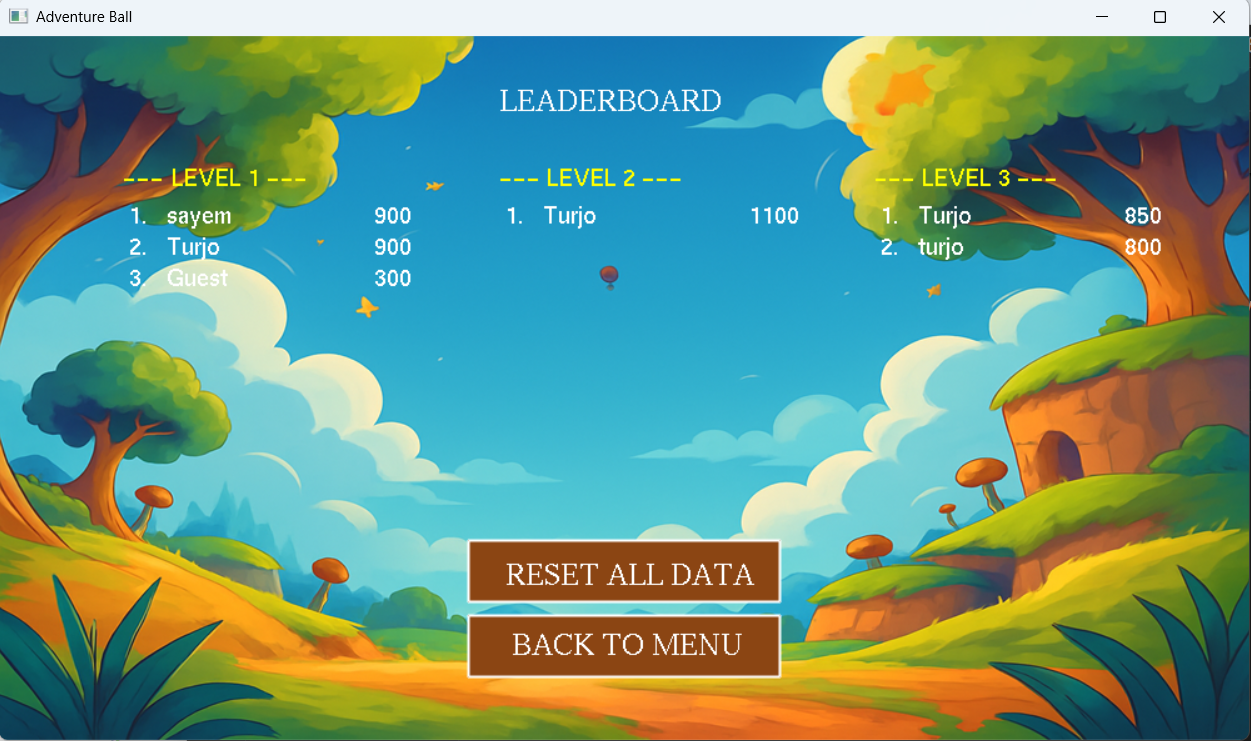 Adventure Ball
LEADERBOARD
--- LEVEL 1 ---
1. sayem 900
2. Turjo 900
3. Guest 300
--- LEVEL 2 ---
1. Turjo 1100
--- LEVEL 3 ---
1. Turjo 850
2. turjo 800
RESET ALL DATA
BACK TO MENU